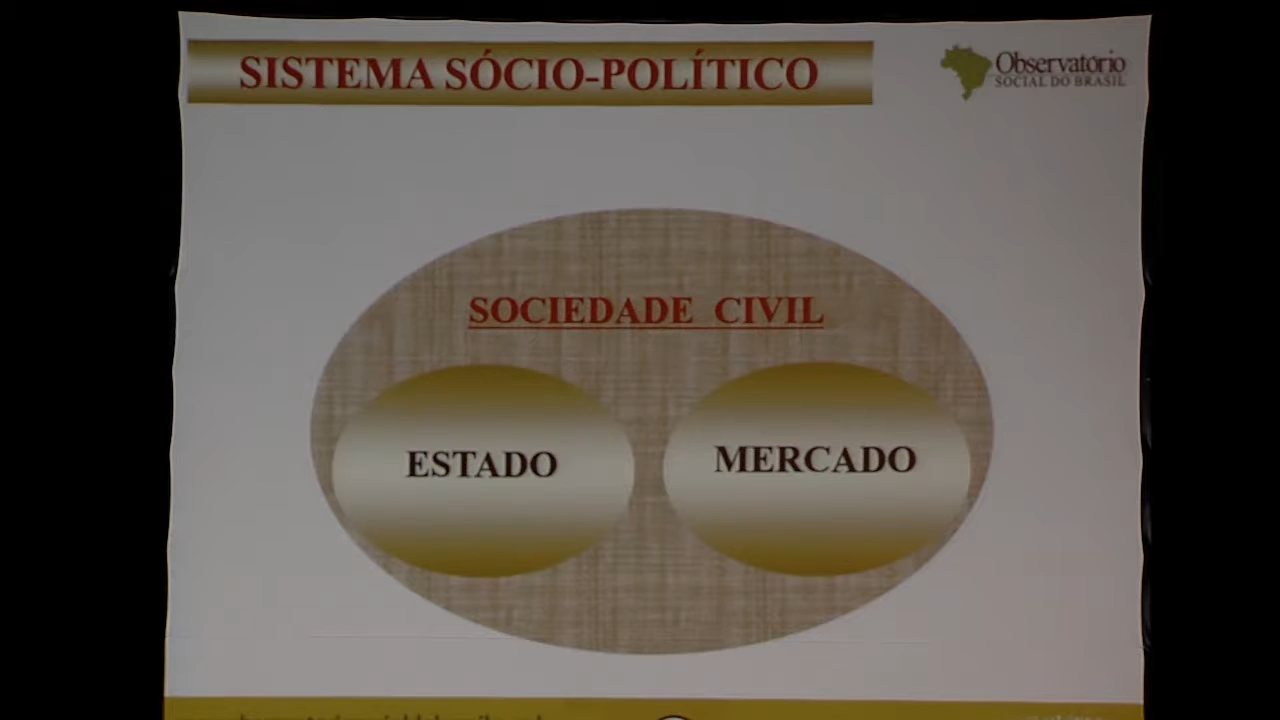 SISTEMA SÓCIO-POLÍTICO
Observatório
SOCIAL DO BRASIL
SOCIEDADE CIVIL
ESTADO
MERCADO